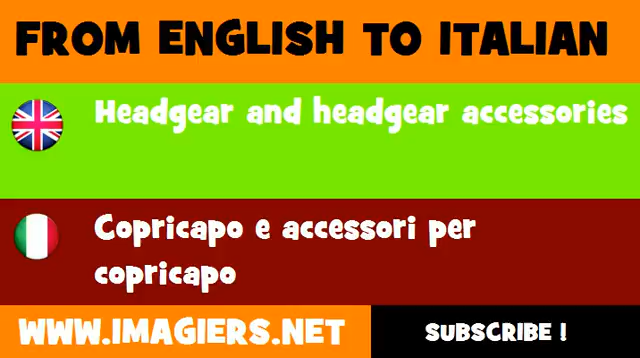 FROM ENGLISH TO ITALIAN
Headgear and headgear accessories
Copricapo e accessori per
copricapo
WWW.IMAGIERS.NET
SUBSCRIBE !